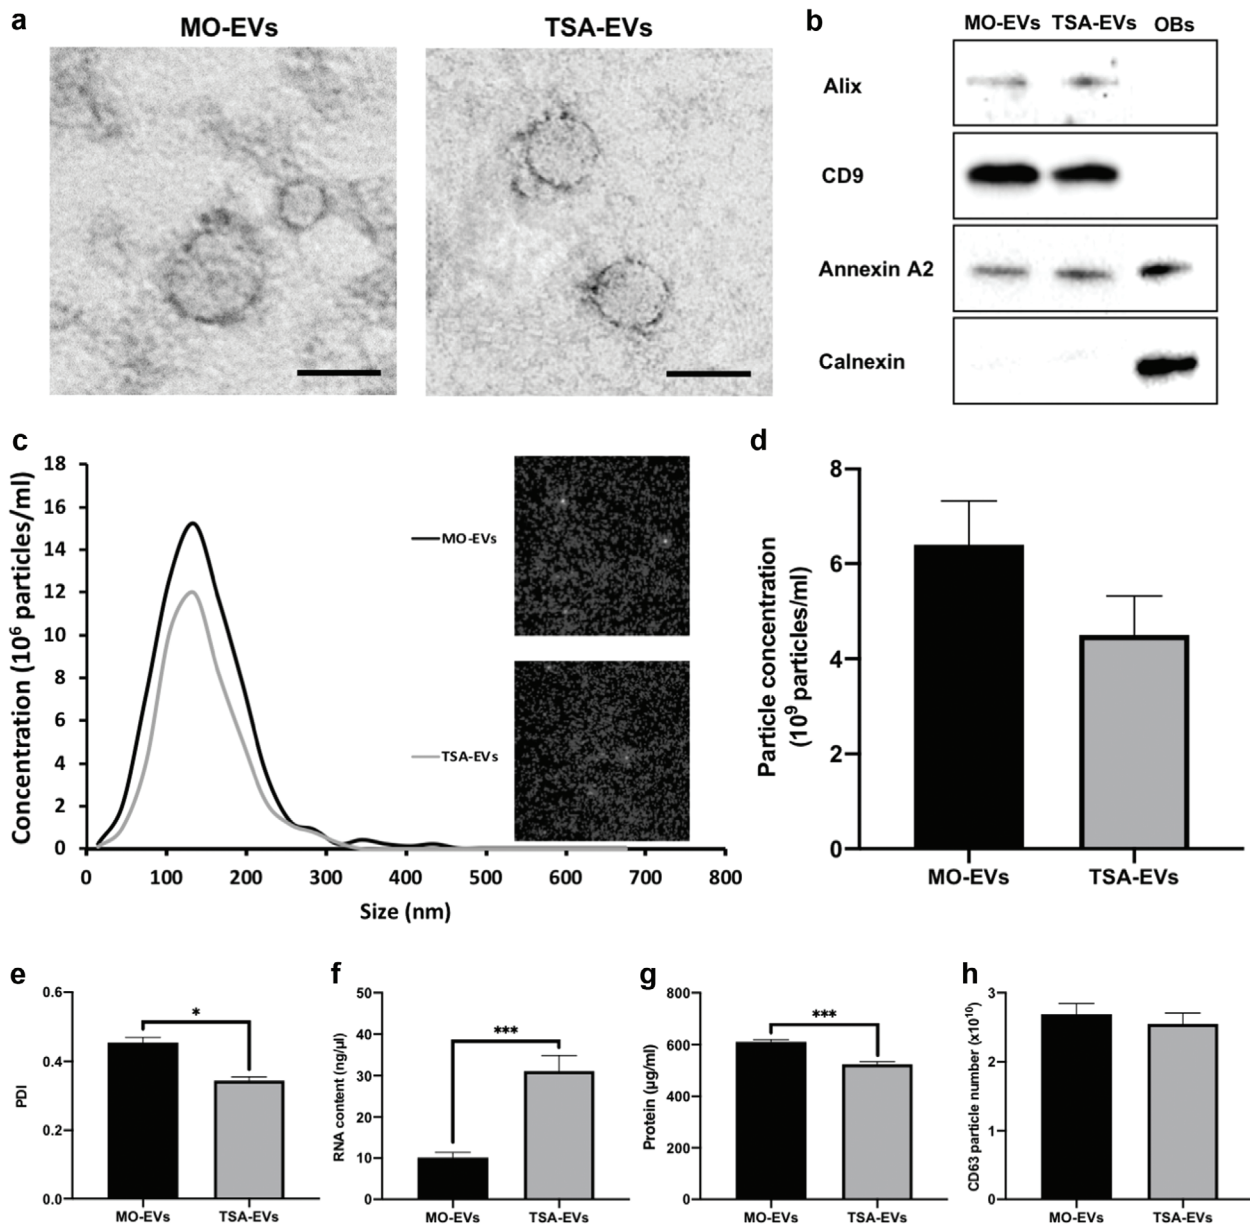 a
MO-EVs
TSA-EVs
b
MO-EVs TSA-EVs OBs
Alix
CD9
Annexin A2
Calnexin
c
Concentration (10⁶ particles/ml)
18
16
14
12
10
8
6
4
2
0
0 100 200 300 400 500 600 700 800
Size (nm)
MO-EVs
TSA-EVs
d
Particle concentration
(10⁹ particles/ml)
8
6
4
2
0
MO-EVs TSA-EVs
e
PDI
0.6
0.4
0.2
0.0
*
MO-EVs TSA-EVs
f
RNA content (ng/µl)
50
40
30
20
10
0
***
MO-EVs TSA-EVs
g
Protein (µg/ml)
800
600
400
200
0
***
MO-EVs TSA-EVs
h
CD63 particle number (x10¹⁰)
3
2
1
0
MO-EVs TSA-EVs